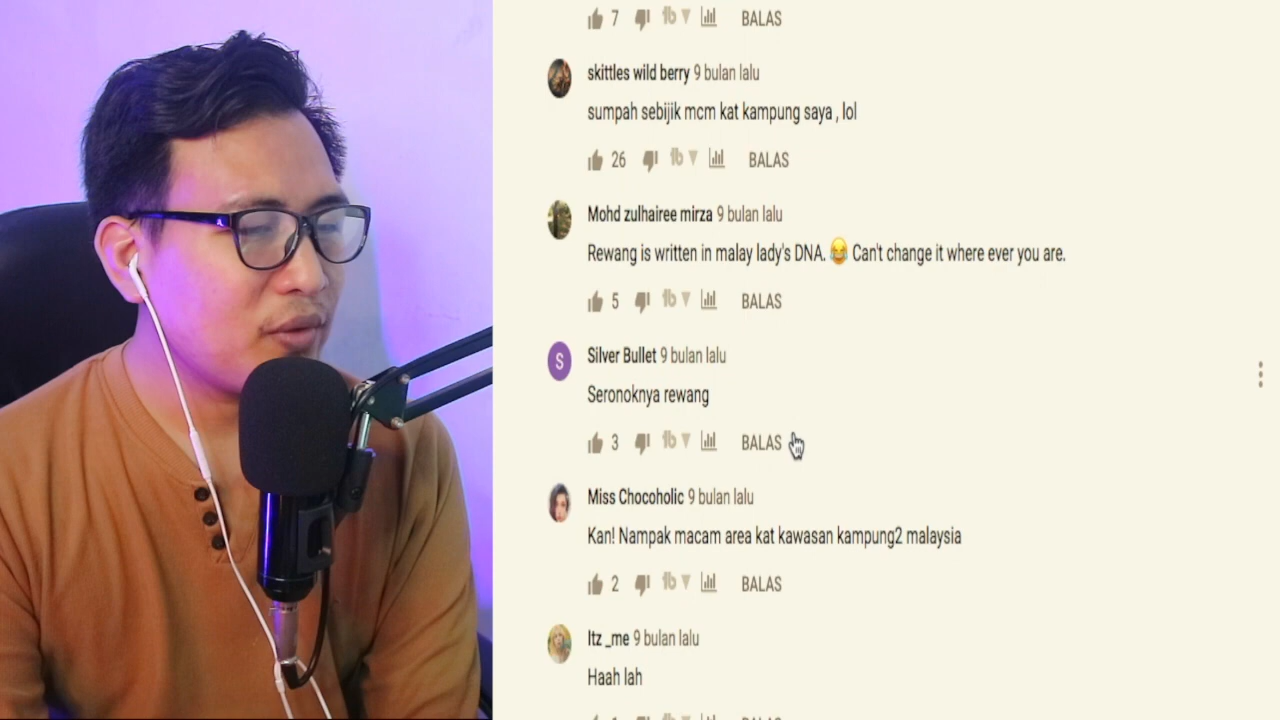 7 BALAS
skittles wild berry 9 bulan lalu
sumpah sebijik mcm kat kampung saya , lol
26 BALAS
Mohd zulhairee mirza 9 bulan lalu
Rewang is written in malay lady's DNA. 😂 Can't change it where ever you are.
5 BALAS
S
Silver Bullet 9 bulan lalu
Seronoknya rewang
3 BALAS
Miss Chocoholic 9 bulan lalu
Kan! Nampak macam area kat kawasan kampung2 malaysia
2 BALAS
Itz _me 9 bulan lalu
Haah lah